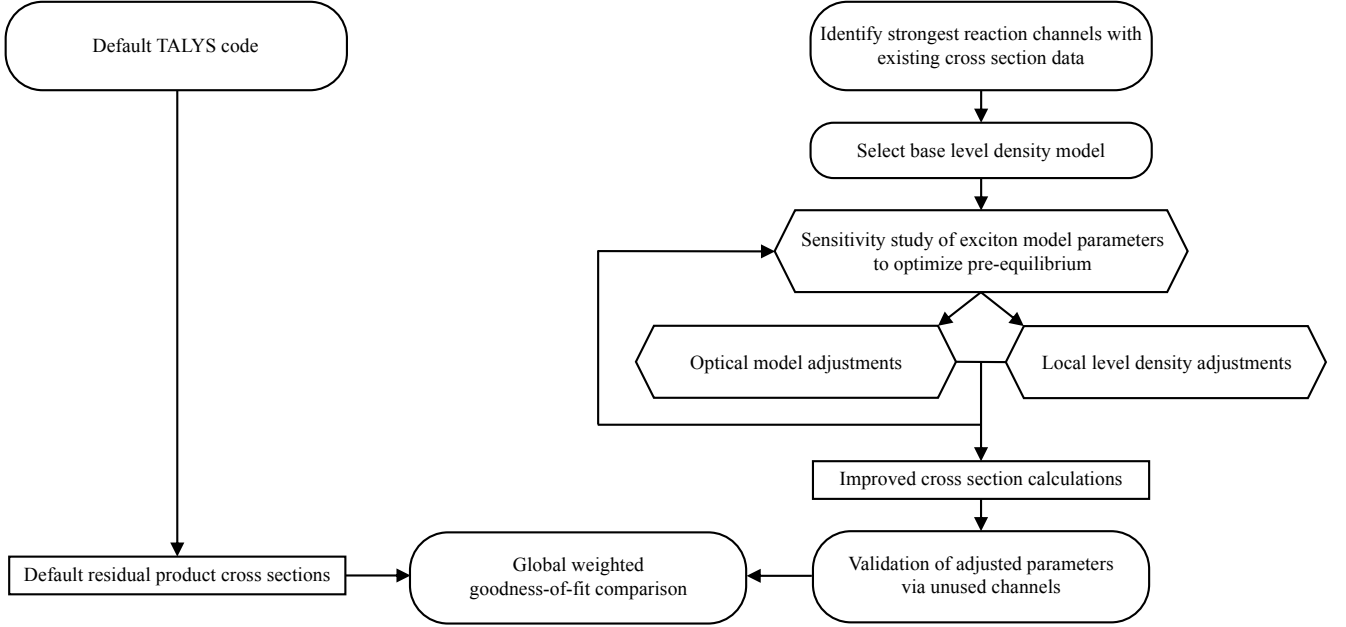 Default TALYS code
Identify strongest reaction channels with
existing cross section data
Select base level density model
Sensitivity study of exciton model parameters
to optimize pre-equilibrium
Optical model adjustments
Local level density adjustments
Improved cross section calculations
Default residual product cross sections
Global weighted
goodness-of-fit comparison
Validation of adjusted parameters
via unused channels